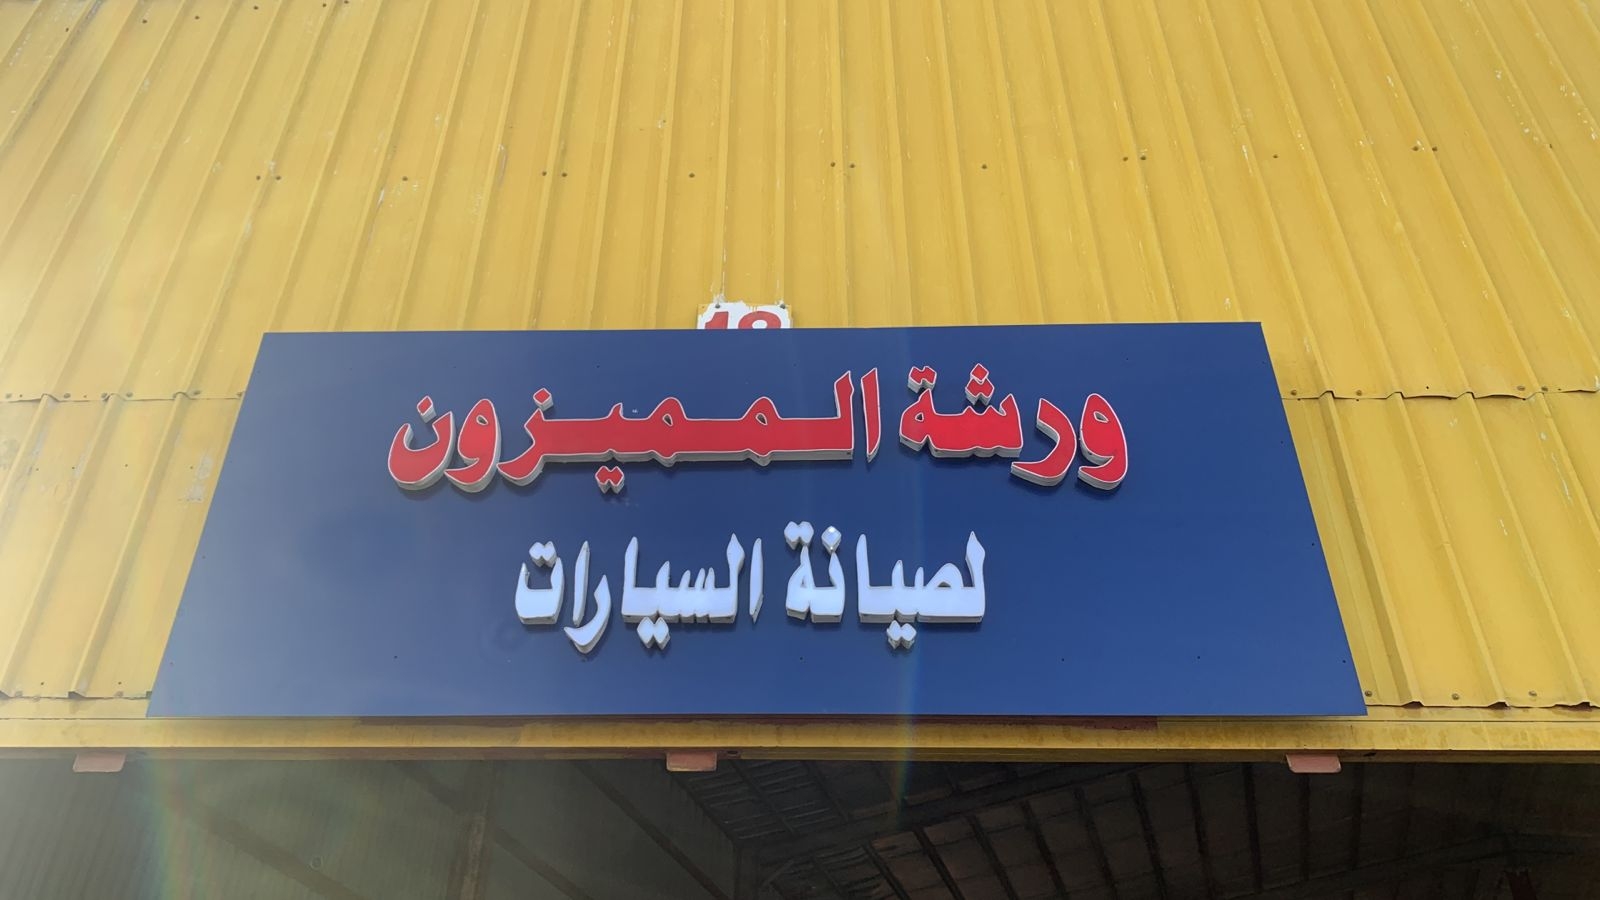 ورشة المميزون
لصيانة السيارات